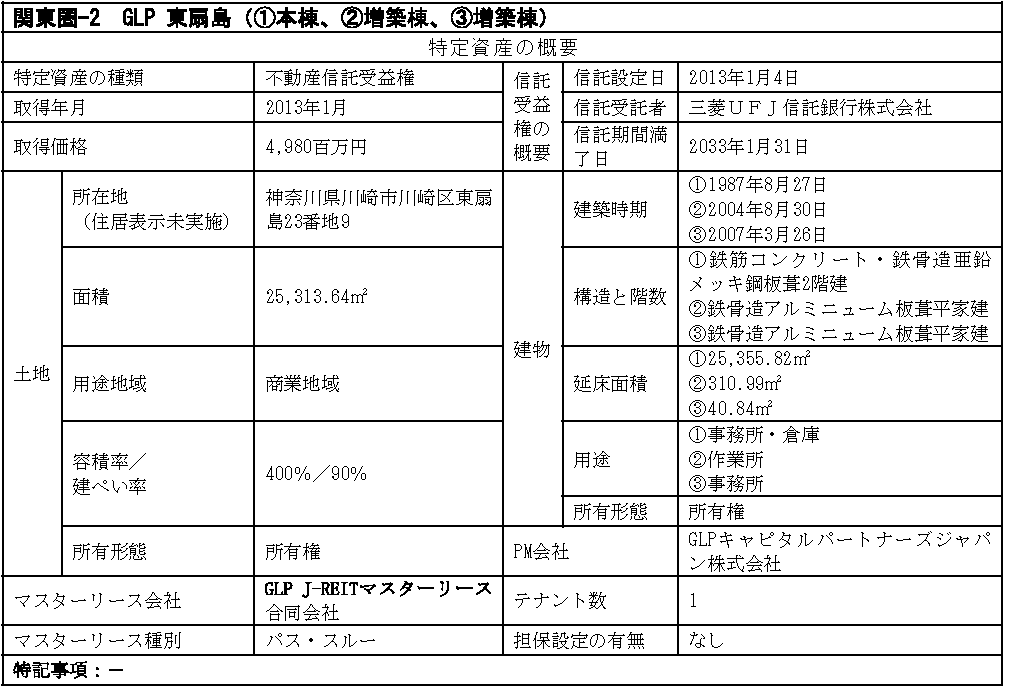 関東圏-2　GLP 東扇島（①本棟、②増築棟、③増築棟）
特定資産の概要
特定資産の種類
不動産信託受益権
信託
受益
権の
概要
信託設定日
2013年1月4日
取得年月
2013年1月
信託受託者
三菱ＵＦＪ信託銀行株式会社
取得価格
4,980百万円
信託期間満
了日
2033年1月31日
土地
所在地
（住居表示未実施）
神奈川県川崎市川崎区東扇
島23番地9
建物
建築時期
①1987年8月27日
②2004年8月30日
③2007年3月26日
面積
25,313.64㎡
構造と階数
①鉄筋コンクリート・鉄骨造亜鉛
メッキ鋼板葺2階建
②鉄骨造アルミニューム板葺平家建
③鉄骨造アルミニューム板葺平家建
用途地域
商業地域
延床面積
①25,355.82㎡
②310.99㎡
③40.84㎡
容積率／
建ぺい率
400%／90%
用途
①事務所・倉庫
②作業所
③事務所
所有形態
所有権
所有形態
所有権
PM会社
GLPキャピタルパートナーズジャパ
ン株式会社
マスターリース会社
GLP J-REITマスターリース
合同会社
テナント数
1
マスターリース種別
パス・スルー
担保設定の有無
なし
特記事項：－